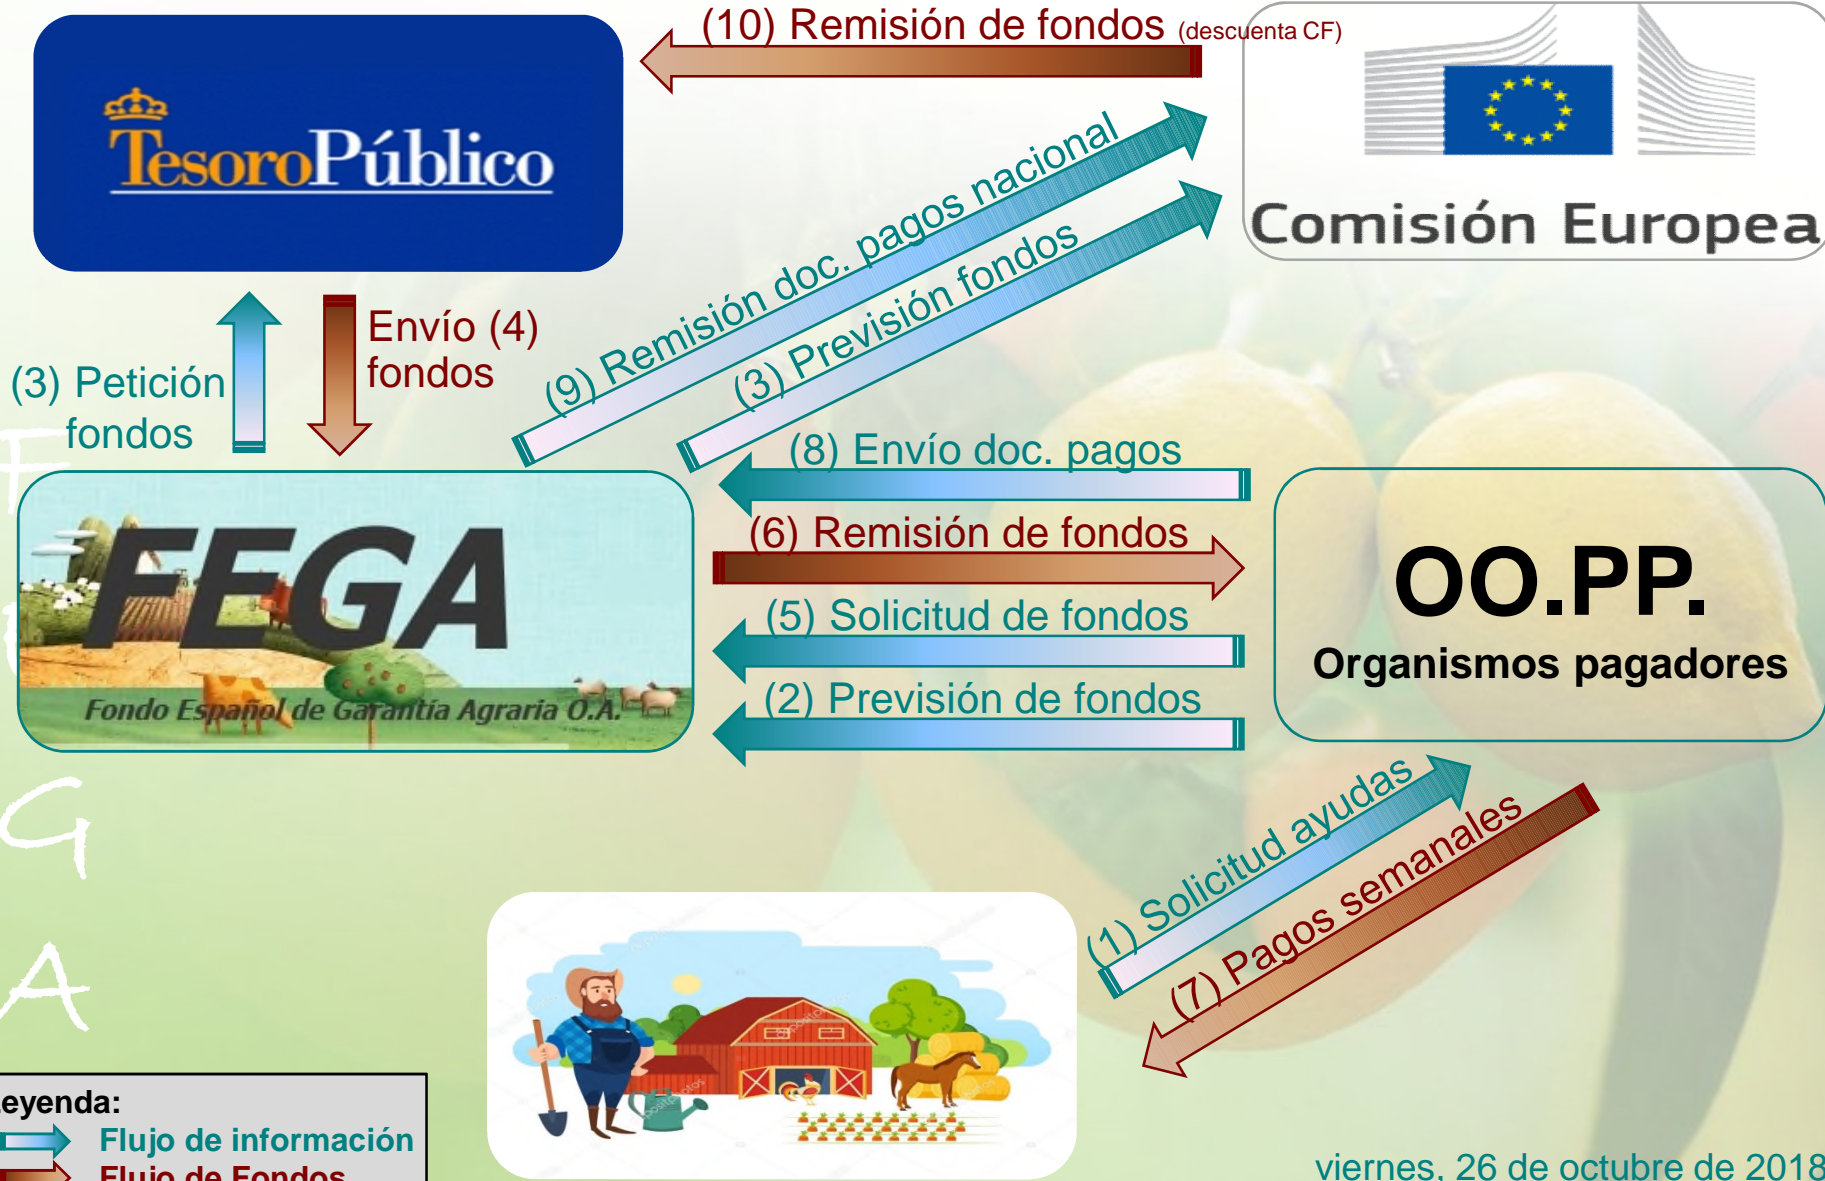 (10) Remisión de fondos (descuenta CF)
TesoroPúblico
Comisión Europea
(9) Remisión doc. pagos nacional
(3) Previsión fondos
(3) Petición
fondos
Envío (4)
fondos
(8) Envío doc. pagos
(6) Remisión de fondos
(5) Solicitud de fondos
(2) Previsión de fondos
FEGA
Fondo Español de Garantía Agraria O.A.
OO.PP.
Organismos pagadores
F
E
G
A
(1) Solicitud ayudas
(7) Pagos semanales
Leyenda:
Flujo de información
Flujo de Fondos
viernes, 26 de octubre de 2018